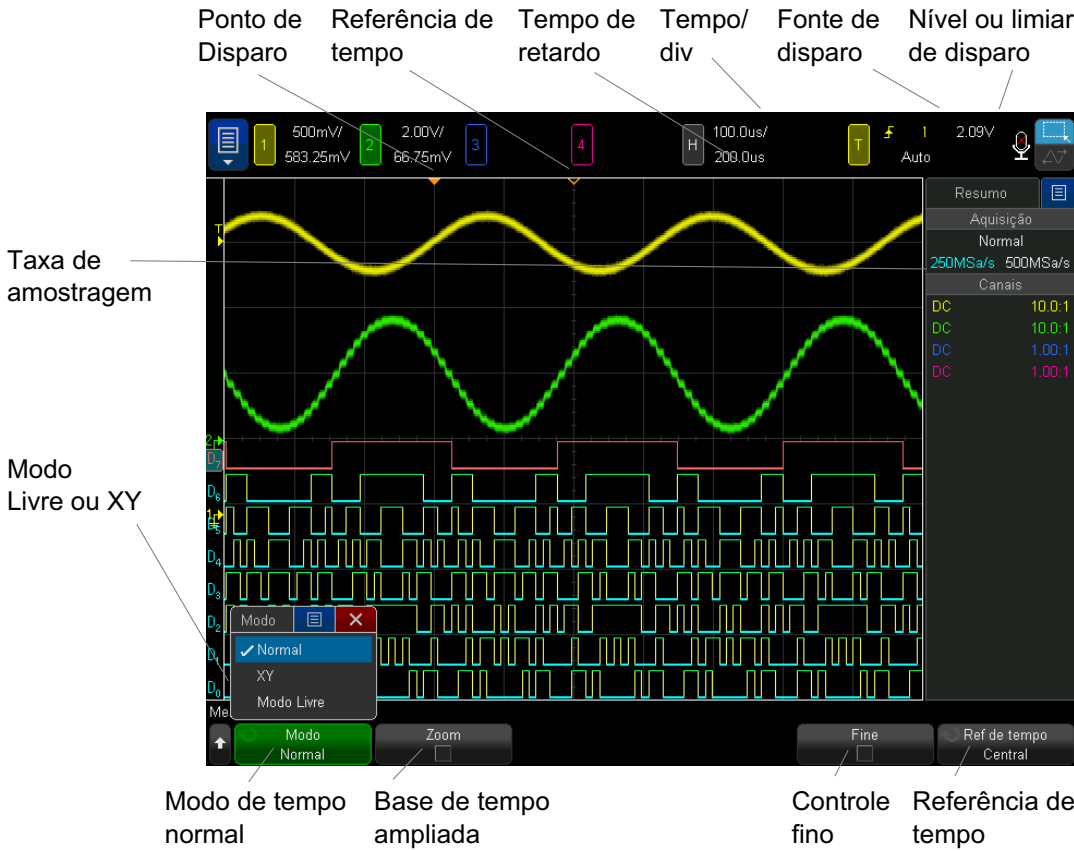 Ponto de Disparo
Referência de tempo
Tempo de retardo
Tempo/ div
Fonte de disparo
Nível ou limiar de disparo
1
500mV/
583.25mV
2
2.00V/
66.75mV
3
4
H
100.0us/
200.0us
T
1
2.09V
Auto
T
Resumo
Aquisição
Normal
250MSa/s 500MSa/s
Canais
DC 10.0:1
DC 10.0:1
DC 1.00:1
DC 1.00:1
Taxa de amostragem
Modo Livre ou XY
2
D7
D6
1
D5
D4
D3
D2
D1
D0
Modo
Normal
XY
Modo Livre
Me
Modo
Normal
Zoom
Fine
Ref de tempo
Central
Modo de tempo normal
Base de tempo ampliada
Controle fino
Referência de tempo